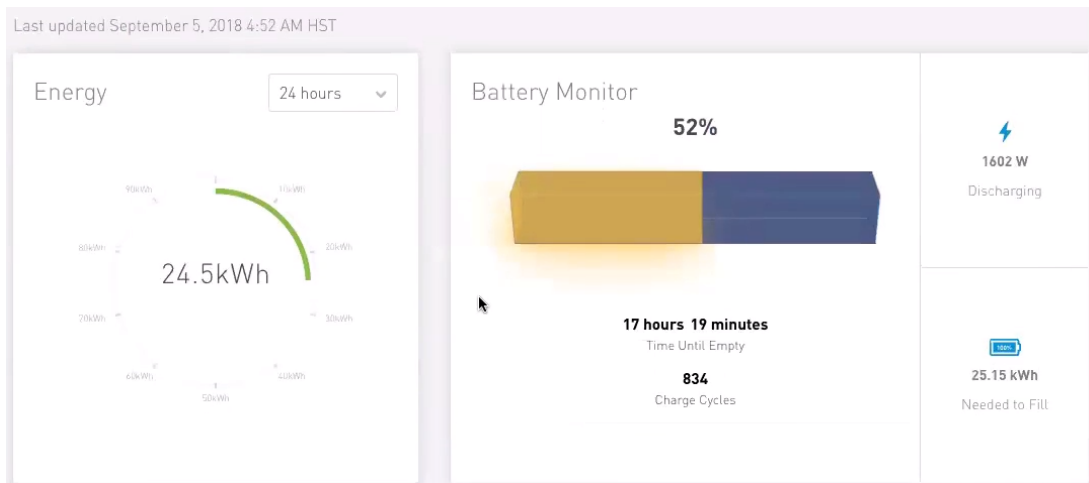 Last updated September 5, 2018 4:52 AM HST
Energy
24 hours
10kWh
20kWh
30kWh
40kWh
50kWh
60kWh
70kWh
80kWh
90kWh
24.5kWh
Battery Monitor
52%
17 hours 19 minutes
Time Until Empty
834
Charge Cycles
1602 W
Discharging
100%
25.15 kWh
Needed to Fill